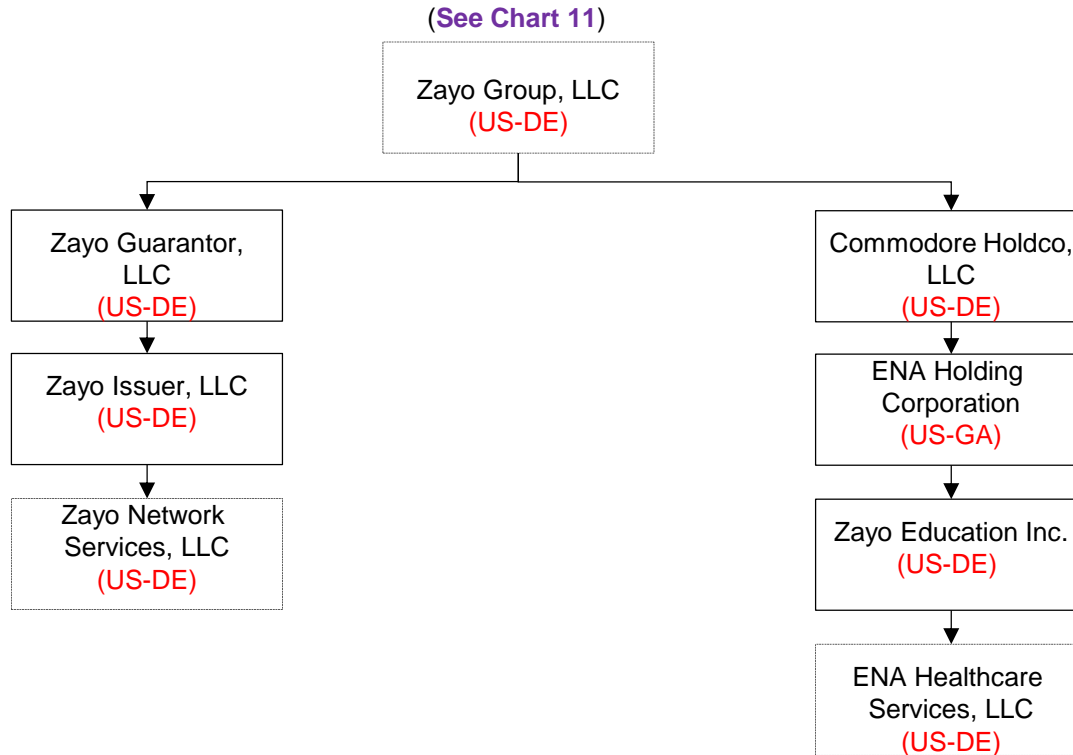 (See Chart 11)
Zayo Group, LLC
(US-DE)
Zayo Guarantor,
LLC
(US-DE)
Commodore Holdco,
LLC
(US-DE)
Zayo Issuer, LLC
(US-DE)
ENA Holding
Corporation
(US-GA)
Zayo Network
Services, LLC
(US-DE)
Zayo Education Inc.
(US-DE)
ENA Healthcare
Services, LLC
(US-DE)